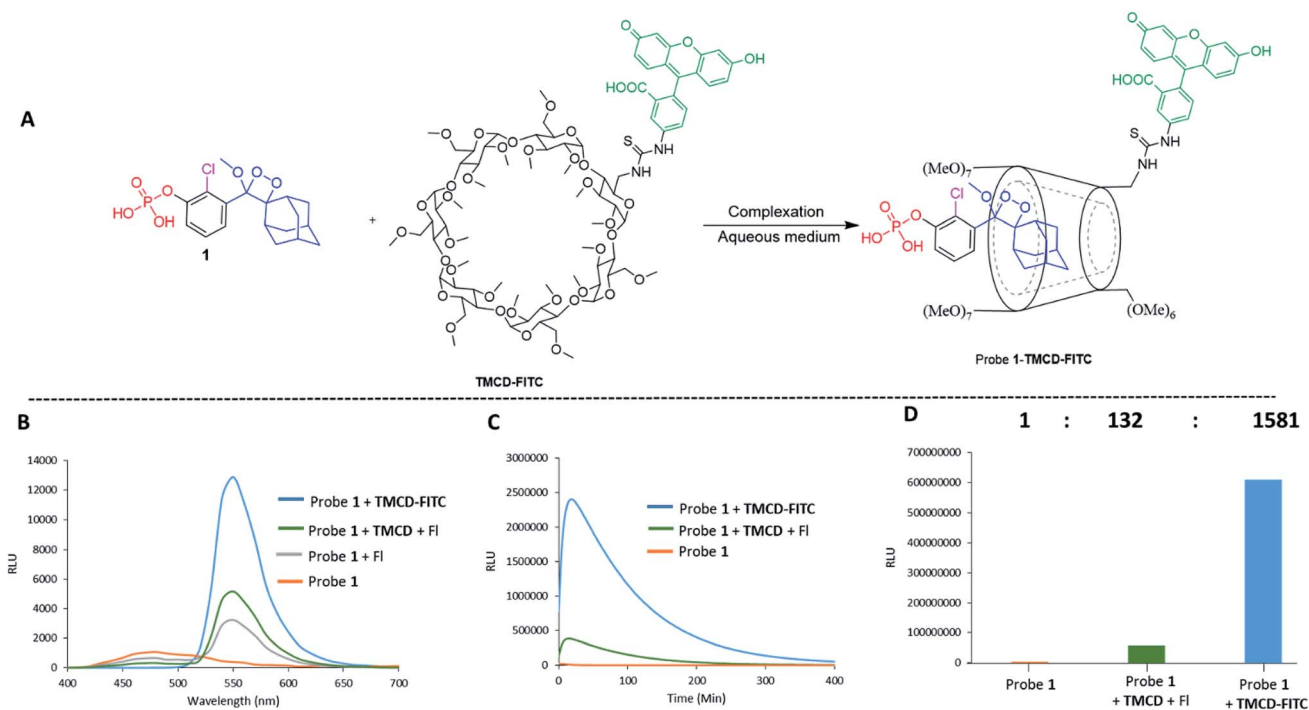 A
O
OH
HOOC
S
NH
NH
O
O
P
HO
OH
O
Cl
O
O
O
1
+
TMCD-FITC
Complexation
Aqueous medium
O
O
OH
HOOC
S
NH
NH
(MeO)7
(MeO)7
(OMe)6
O
P
HO
OH
O
Cl
O
O
O
Probe 1-TMCD-FITC
B
RLU
14000
12000
10000
8000
6000
4000
2000
0
400
450
500
550
600
650
700
Wavelength (nm)
Probe 1 + TMCD-FITC
Probe 1 + TMCD + Fl
Probe 1 + Fl
Probe 1
C
RLU
3000000
2500000
2000000
1500000
1000000
500000
0
0
100
200
300
400
Time (Min)
Probe 1 + TMCD-FITC
Probe 1 + TMCD + Fl
Probe 1
D
1 : 132 : 1581
RLU
700000000
600000000
500000000
400000000
300000000
200000000
100000000
0
Probe 1
Probe 1
+ TMCD + Fl
Probe 1
+ TMCD-FITC